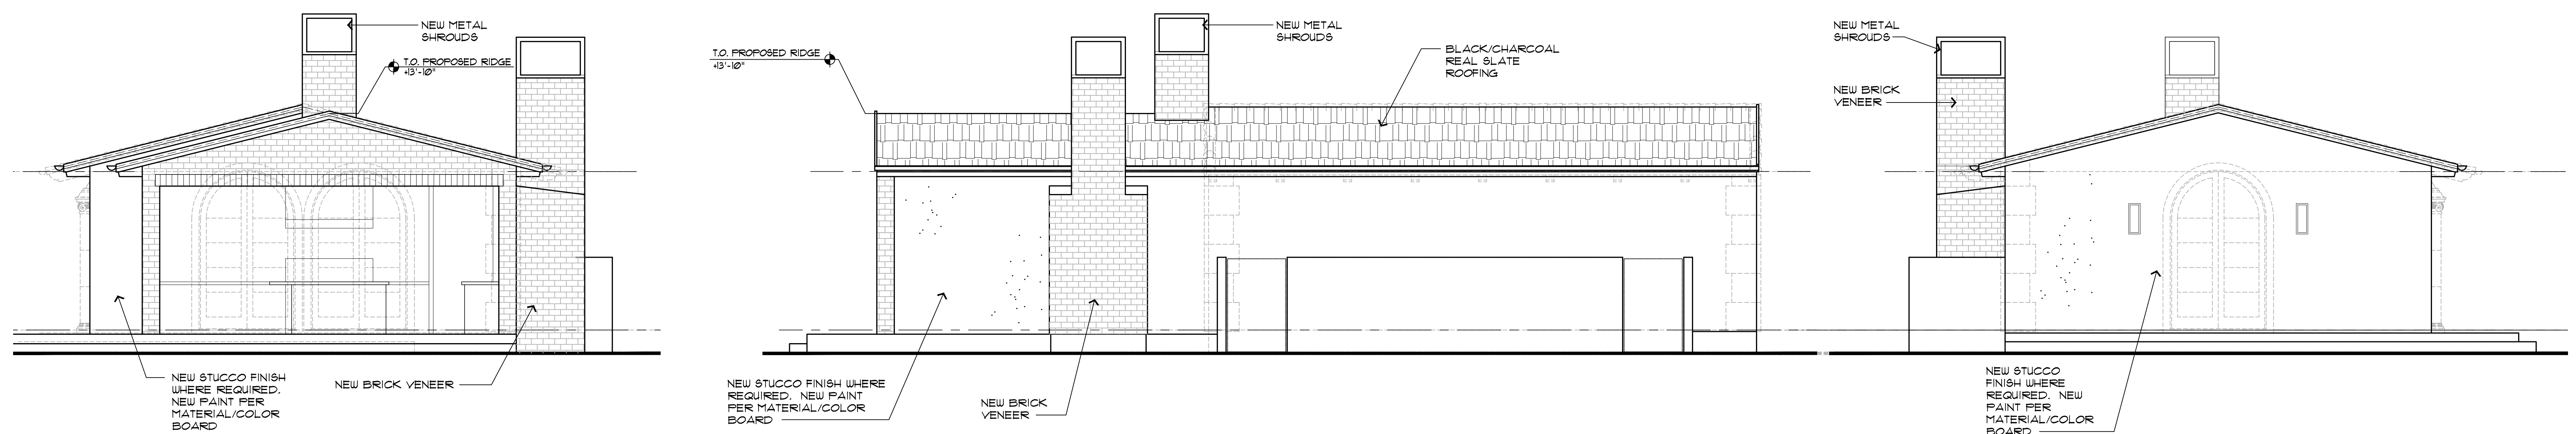 NEW METAL
SHROUDS
T.O. PROPOSED RIDGE
+13'-10"
NEW STUCCO FINISH
WHERE REQUIRED.
NEW PAINT PER
MATERIAL/COLOR
BOARD
NEW BRICK VENEER
T.O. PROPOSED RIDGE
+13'-10"
NEW METAL
SHROUDS
BLACK/CHARCOAL
REAL SLATE
ROOFING
NEW STUCCO FINISH WHERE
REQUIRED. NEW PAINT
PER MATERIAL/COLOR
BOARD
NEW BRICK
VENEER
NEW METAL
SHROUDS
NEW BRICK
VENEER
NEW STUCCO
FINISH WHERE
REQUIRED. NEW
PAINT PER
MATERIAL/COLOR
BOARD